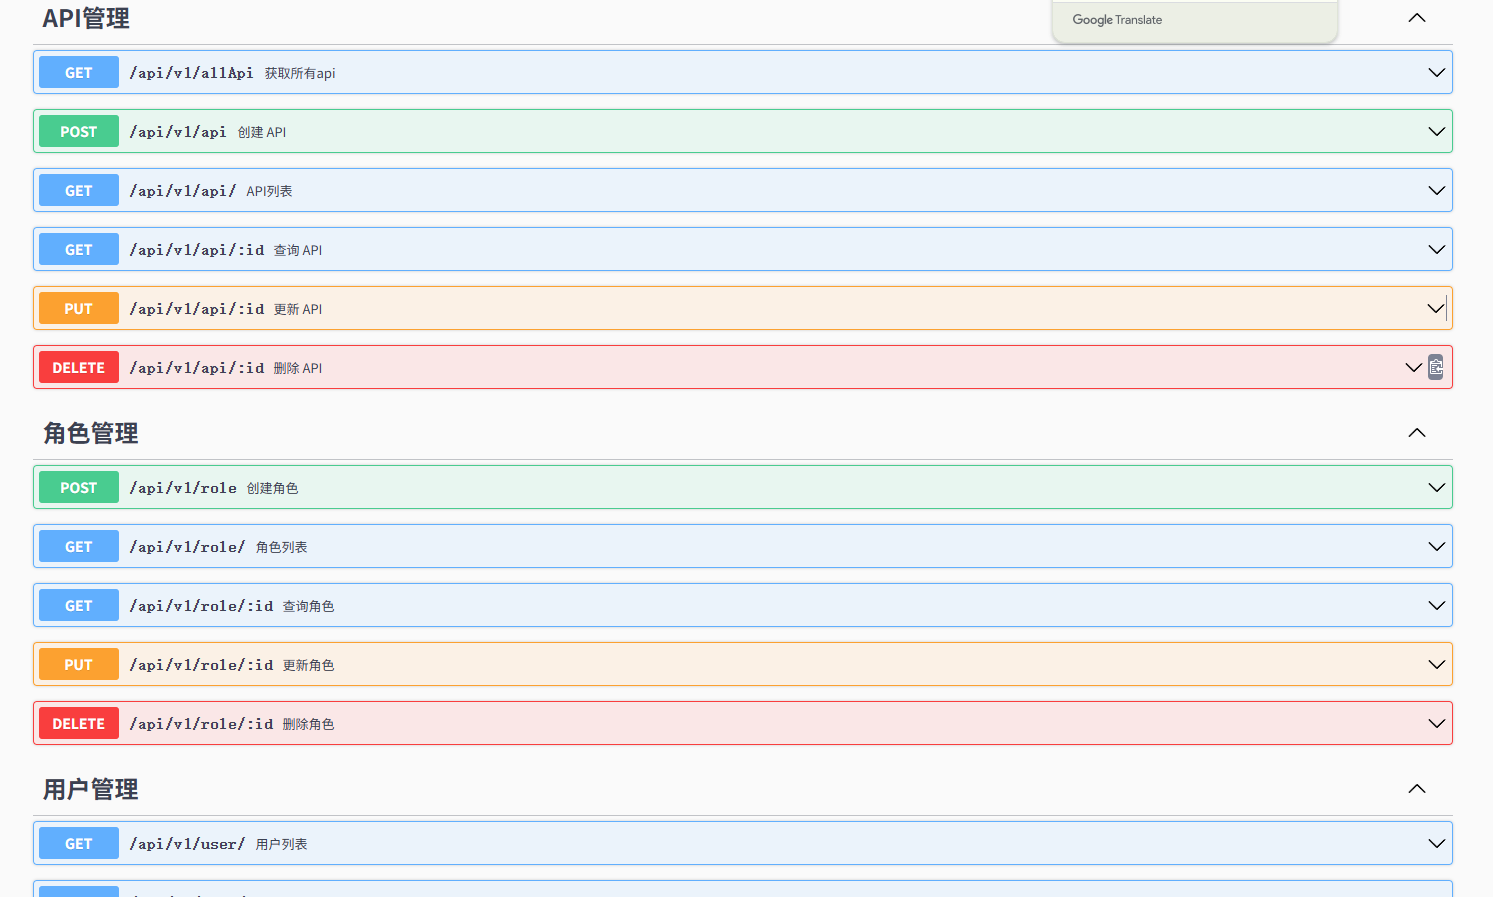 API管理
Google Translate
GET /api/v1/allApi 获取所有api
POST /api/v1/api 创建 API
GET /api/v1/api/ API列表
GET /api/v1/api/:id 查询 API
PUT /api/v1/api/:id 更新 API
DELETE /api/v1/api/:id 删除 API
角色管理
POST /api/v1/role 创建角色
GET /api/v1/role/ 角色列表
GET /api/v1/role/:id 查询角色
PUT /api/v1/role/:id 更新角色
DELETE /api/v1/role/:id 删除角色
用户管理
GET /api/v1/user/ 用户列表